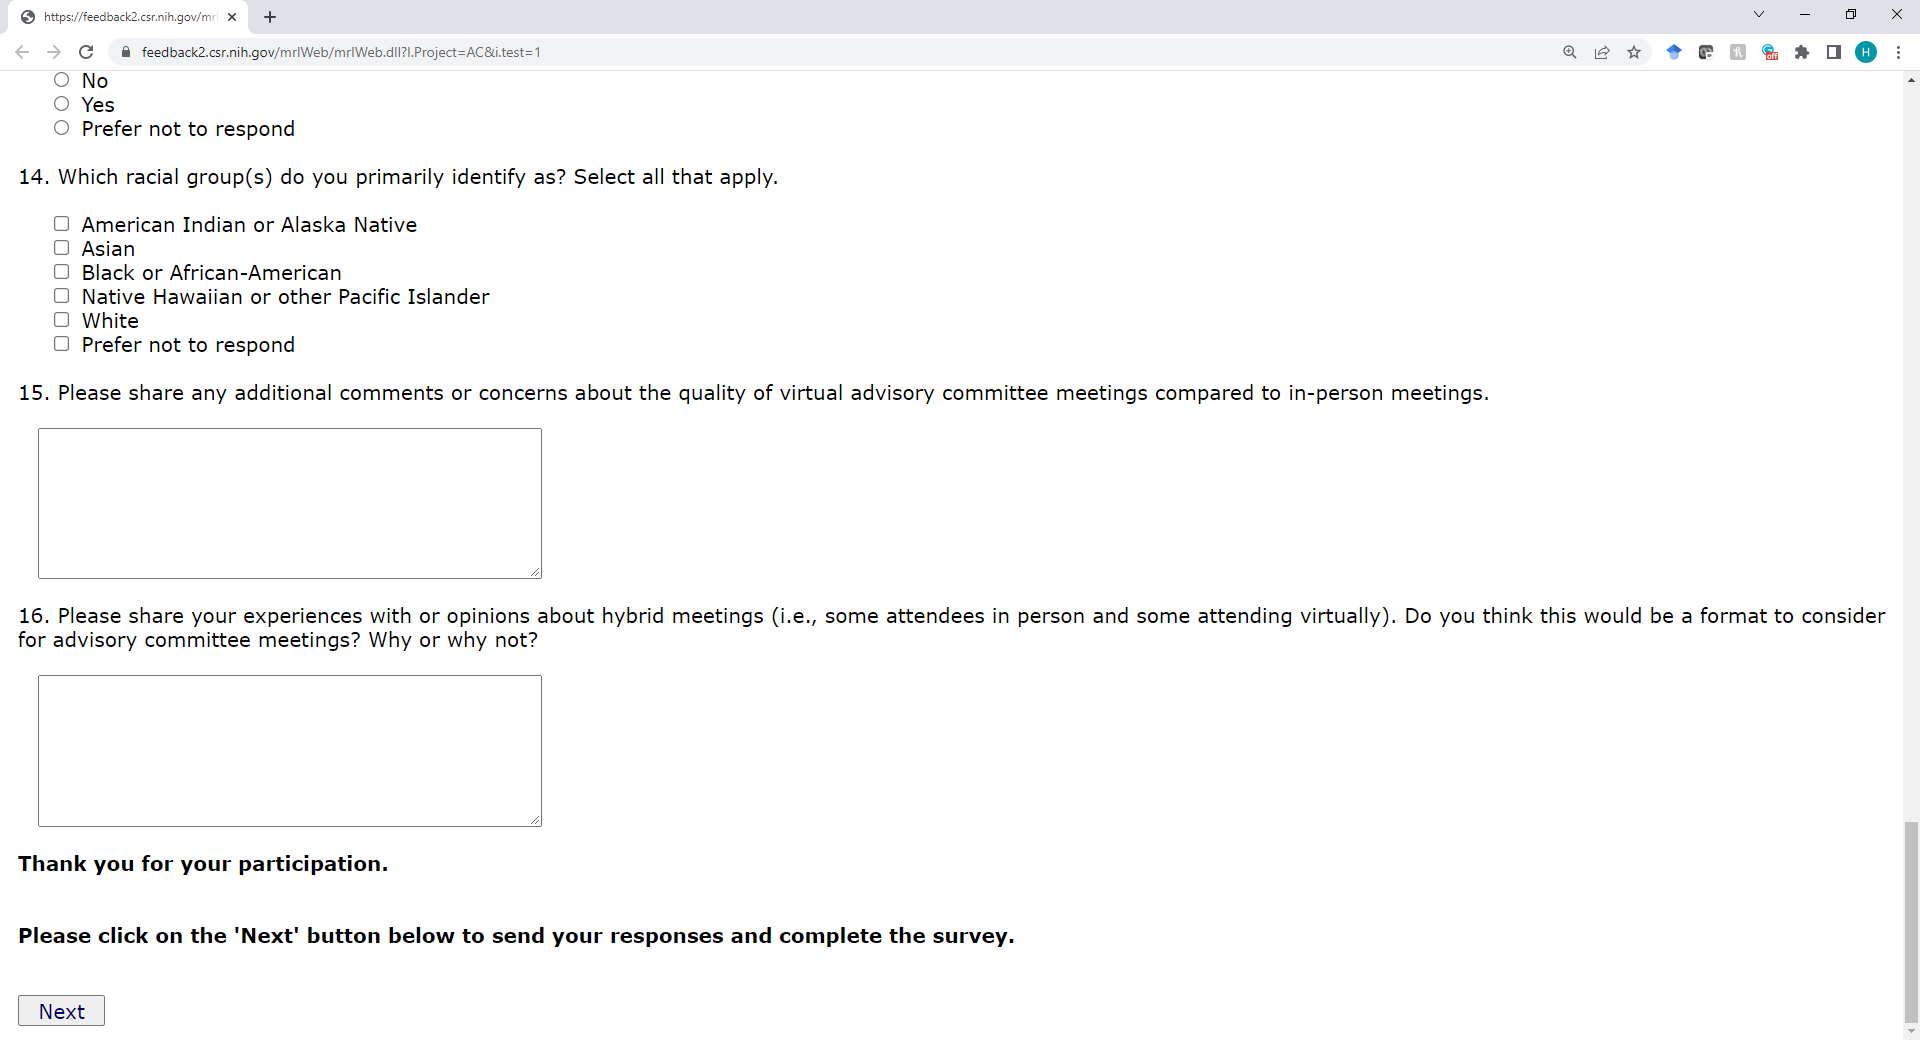 https://feedback2.csr.nih.gov/mrl
feedback2.csr.nih.gov/mrlWeb/mrlWeb.dll?I.Project=AC&i.test=1
off
H
No
Yes
Prefer not to respond
14. Which racial group(s) do you primarily identify as? Select all that apply.
American Indian or Alaska Native
Asian
Black or African-American
Native Hawaiian or other Pacific Islander
White
Prefer not to respond
15. Please share any additional comments or concerns about the quality of virtual advisory committee meetings compared to in-person meetings.
16. Please share your experiences with or opinions about hybrid meetings (i.e., some attendees in person and some attending virtually). Do you think this would be a format to consider
for advisory committee meetings? Why or why not?
Thank you for your participation.
Please click on the 'Next' button below to send your responses and complete the survey.
Next